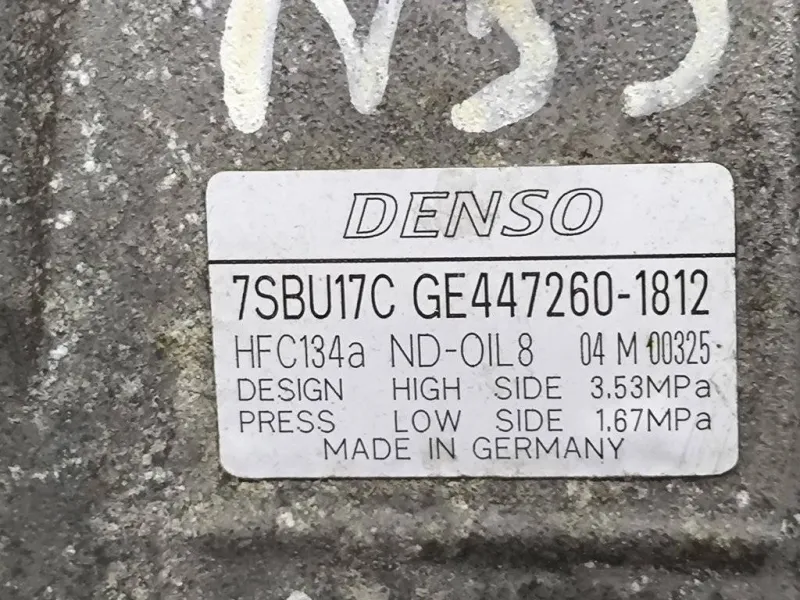 DENSO
7SBU17C GE447260-1812
HFC134a ND-OIL8 04 M 00325
DESIGN HIGH SIDE 3.53MPa
PRESS LOW SIDE 1.67MPa
MADE IN GERMANY